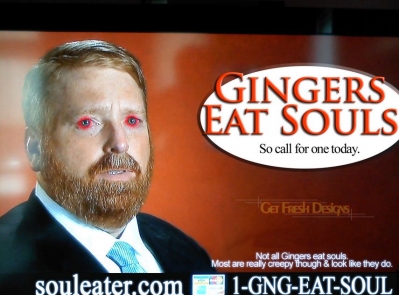 GINGERS
EAT SOULS
So call for one today.
GET FRESH DESIGNS
Not all Gingers eat souls.
Most are really creepy though & look like they do.
souleater.com 1-GNG-EAT-SOUL